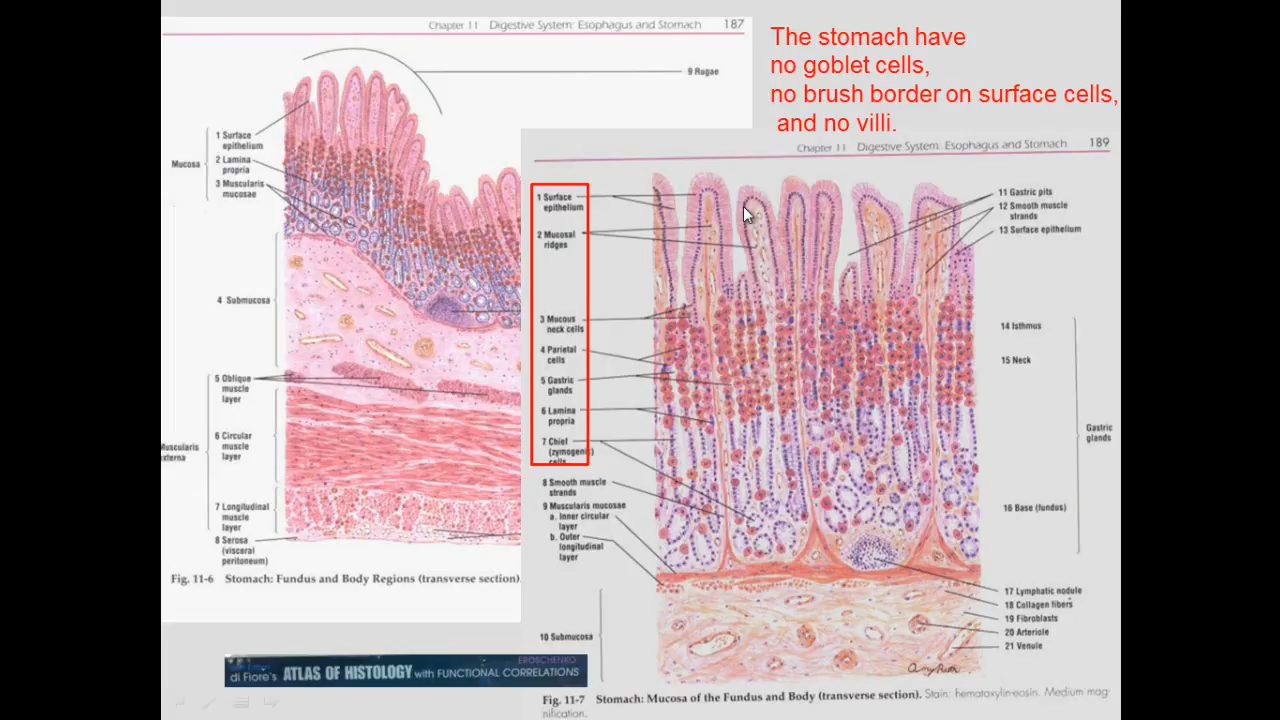 Chapter 11 Digestive System: Esophagus and Stomach 187
9 Rugae
1 Surface
epithelium
2 Lamina
propria
3 Muscularis
mucosae
Mucosa
4 Submucosa
5 Oblique
muscle
layer
6 Circular
muscle
layer
Muscularis
externa
7 Longitudinal
muscle
layer
8 Serosa
(visceral
peritoneum)
Fig. 11-6 Stomach: Fundus and Body Regions (transverse section).
The stomach have
no goblet cells,
no brush border on surface cells,
and no villi.
Chapter 11 Digestive System: Esophagus and Stomach 189
1 Surface
epithelium
2 Mucosal
ridges
3 Mucous
neck cells
4 Parietal
cells
5 Gastric
glands
6 Lamina
propria
7 Chief
(zymogenic)
cells
8 Smooth muscle
strands
9 Muscularis mucosae
a. Inner circular
layer
b. Outer
longitudinal
layer
10 Submucosa
11 Gastric pits
12 Smooth muscle
strands
13 Surface epithelium
14 Isthmus
15 Neck
Gastric
glands
16 Base (fundus)
17 Lymphatic nodule
18 Collagen fibers
19 Fibroblasts
20 Arteriole
21 Venule
Fig. 11-7 Stomach: Mucosa of the Fundus and Body (transverse section). Stain: hematoxylin-eosin. Medium mag-
nification.
EROSCHENKO
di Fiore's ATLAS OF HISTOLOGY with FUNCTIONAL CORRELATIONS